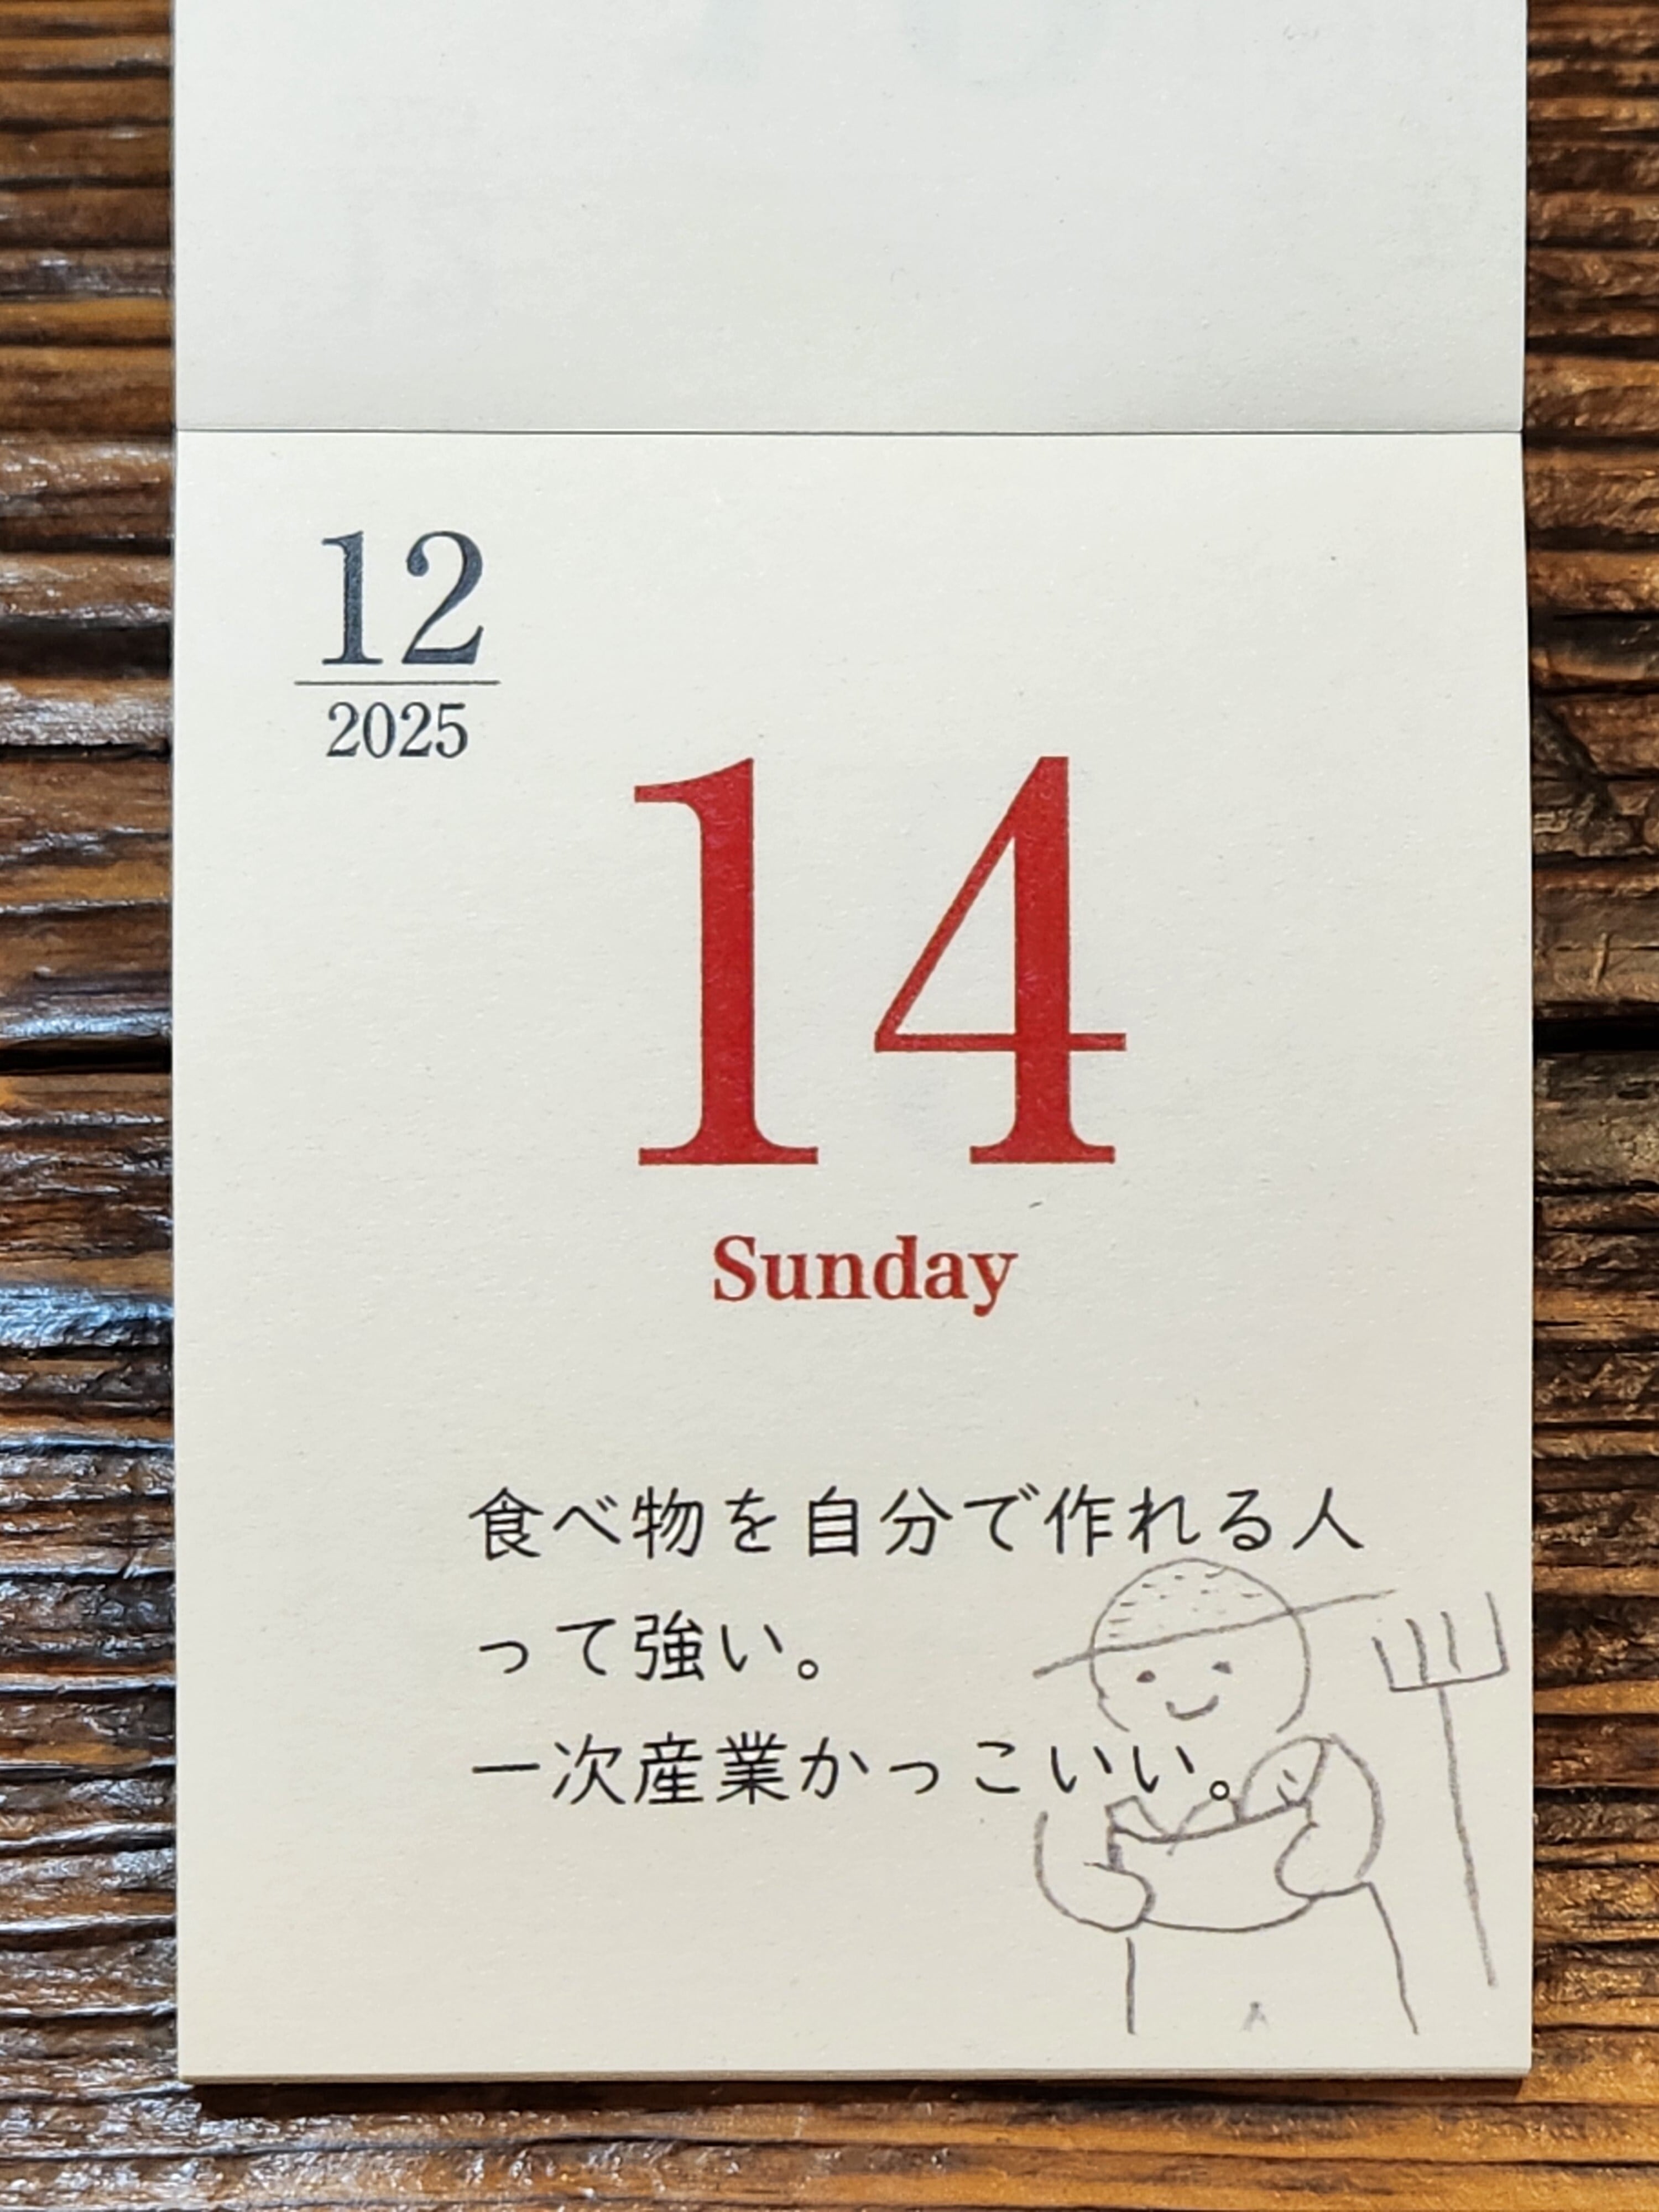 12
2025
14
Sunday
食べ物を自分で作れる人
って強い。
一次産業かっこいい。